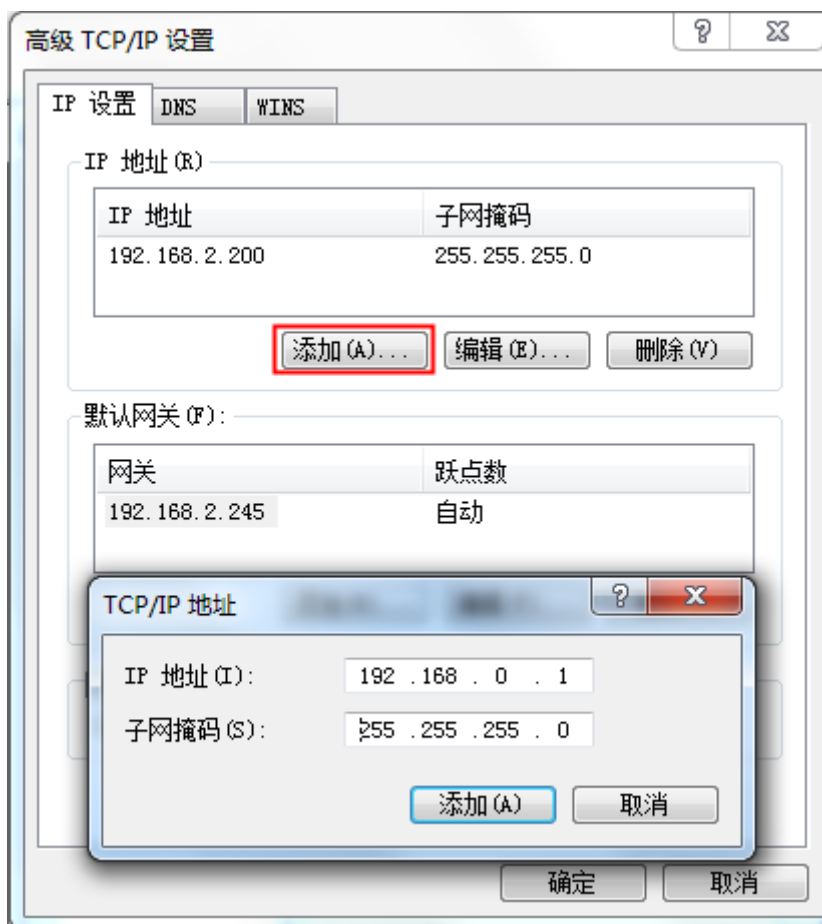 高级 TCP/IP 设置
IP 设置 DNS WINS
IP 地址(R)
IP 地址 子网掩码
192.168.2.200 255.255.255.0
添加(A)... 编辑(E)... 删除(V)
默认网关(F):
网关 跃点数
192.168.2.245 自动
TCP/IP 地址
IP 地址(I): 192 .168 . 0 . 1
子网掩码(S): 255 .255 .255 . 0
添加(A) 取消
确定 取消